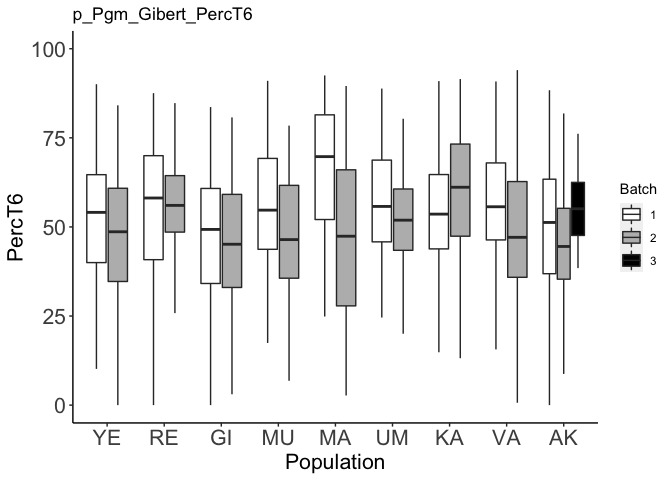 p_Pgm_Gibert_PercT6
100
75
50
25
0
PercT6
YE RE GI MU MA UM KA VA AK
Population
Batch
1
2
3